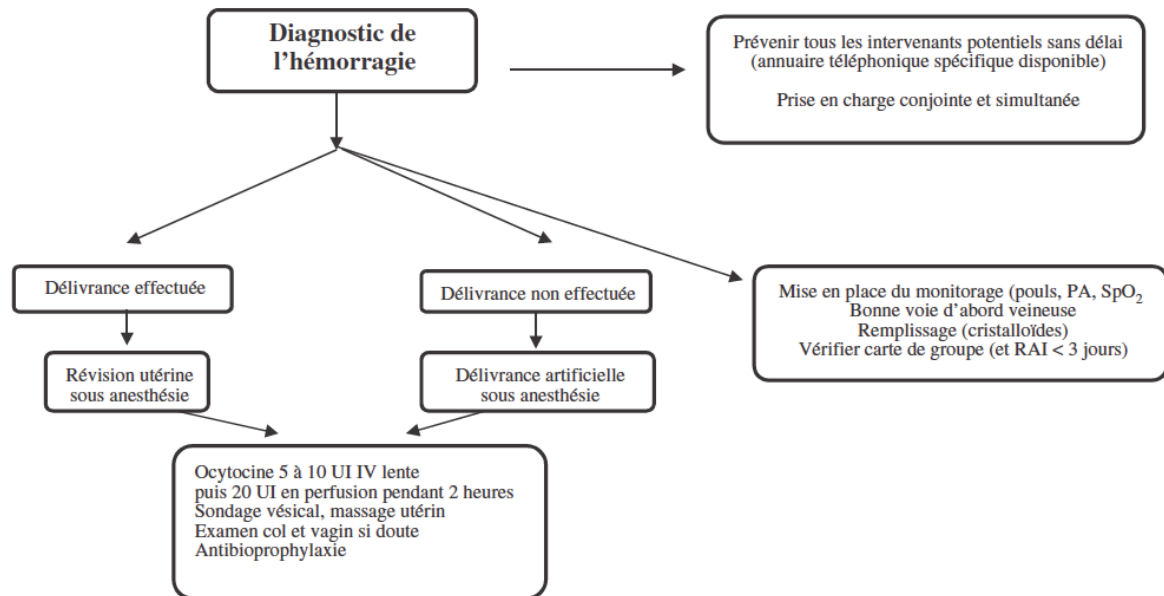 Diagnostic de
l'hémorragie
Prévenir tous les intervenants potentiels sans délai
(annuaire téléphonique spécifique disponible)
Prise en charge conjointe et simultanée
Délivrance effectuée
Délivrance non effectuée
Mise en place du monitorage (pouls, PA, SpO₂
Bonne voie d'abord veineuse
Remplissage (cristalloïdes)
Vérifier carte de groupe (et RAI < 3 jours)
Révision utérine
sous anesthésie
Délivrance artificielle
sous anesthésie
Ocytocine 5 à 10 UI IV lente
puis 20 UI en perfusion pendant 2 heures
Sondage vésical, massage utérin
Examen col et vagin si doute
Antibioprophylaxie